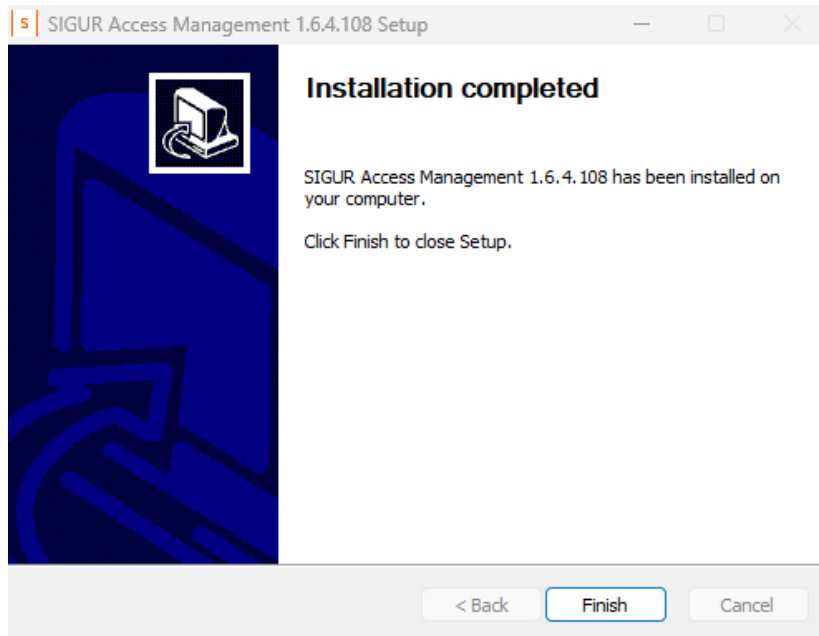 S SIGUR Access Management 1.6.4.108 Setup
Installation completed
SIGUR Access Management 1.6.4.108 has been installed on
your computer.
Click Finish to close Setup.
< Back Finish Cancel